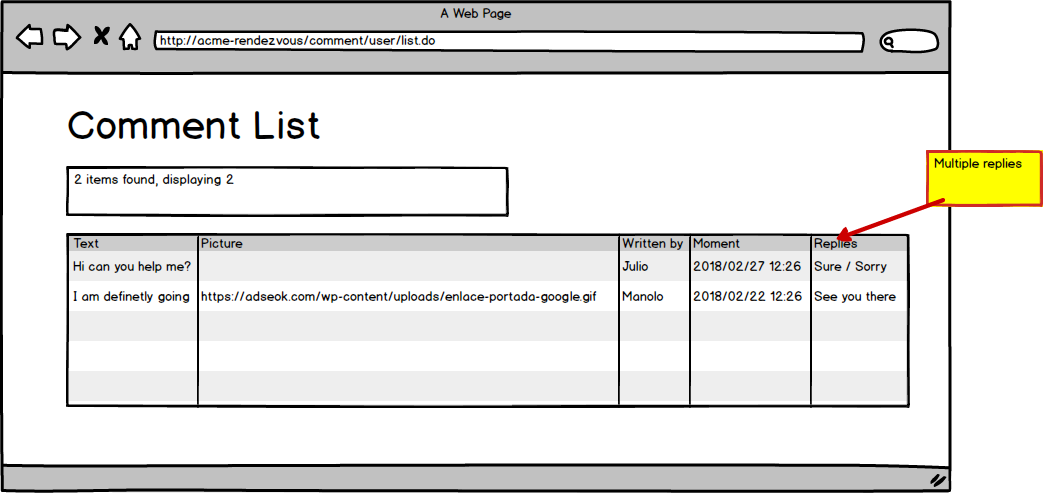 A Web Page
http://acme-rendezvous/comment/user/list.do
Comment List
Multiple replies
2 items found, displaying 2
Text Picture Written by Moment Replies
Hi can you help me? Julio 2018/02/27 12:26 Sure / Sorry
I am definetly going https://adseok.com/wp-content/uploads/enlace-portada-google.gif Manolo 2018/02/22 12:26 See you there